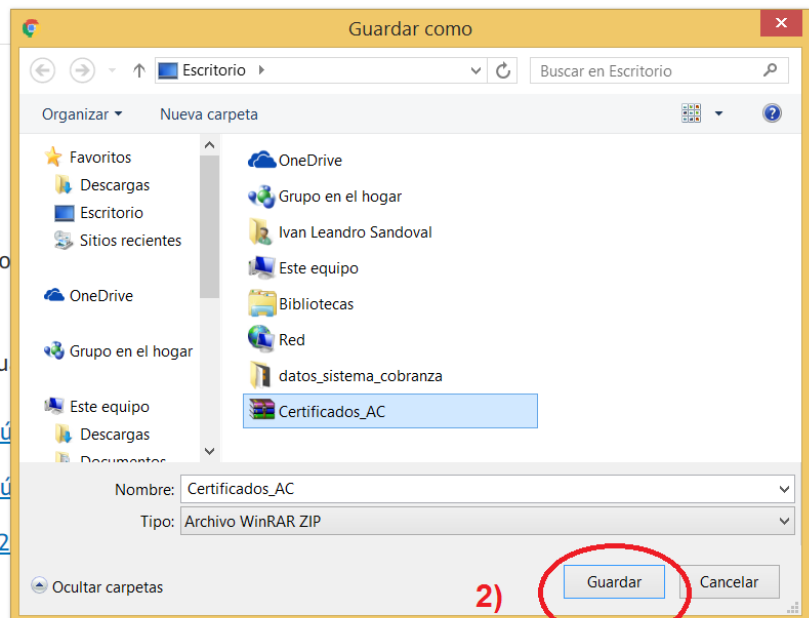 Guardar como
Escritorio
Buscar en Escritorio
Organizar
Nueva carpeta
Favoritos
Descargas
Escritorio
Sitios recientes
OneDrive
Grupo en el hogar
Este equipo
Descargas
Documentos
OneDrive
Grupo en el hogar
Ivan Leandro Sandoval
Este equipo
Bibliotecas
Red
datos_sistema_cobranza
Certificados_AC
Nombre: Certificados_AC
Tipo: Archivo WinRAR ZIP
Ocultar carpetas
2)
Guardar
Cancelar